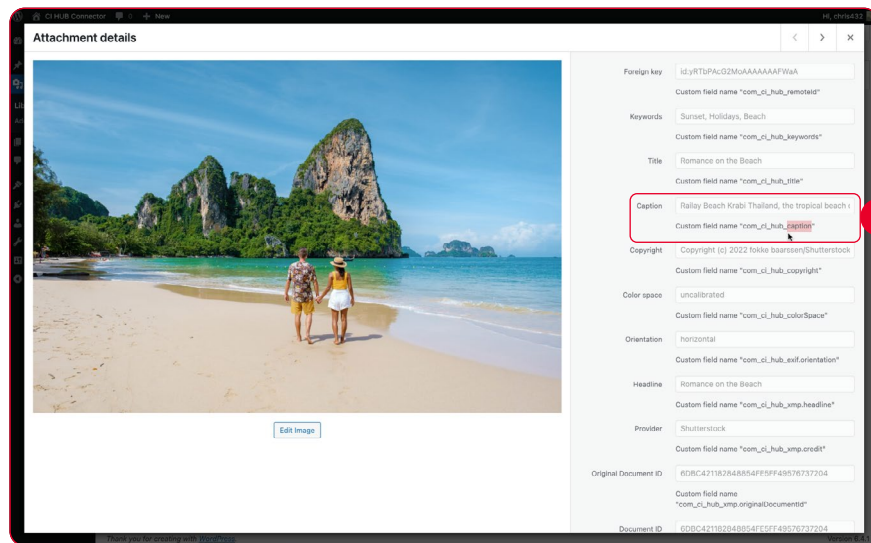 CI HUB Connector 0 + New
Hi, chris432
Attachment details
Foreign key id:yRTbPAcG2MoAAAAAAAFWaA
Custom field name "com_ci_hub_remoteId"
Keywords Sunset, Holidays, Beach
Custom field name "com_ci_hub_keywords"
Title Romance on the Beach
Custom field name "com_ci_hub_title"
Caption Railay Beach Krabi Thailand, the tropical beach
Custom field name "com_ci_hub_caption"
Copyright Copyright (c) 2022 fokke baarssen/Shutterstock
Custom field name "com_ci_hub_copyright"
Color space uncalibrated
Custom field name "com_ci_hub_colorSpace"
Orientation horizontal
Custom field name "com_ci_hub_exif.orientation"
Headline Romance on the Beach
Custom field name "com_ci_hub_xmp.headline"
Edit Image
Provider Shutterstock
Custom field name "com_ci_hub_xmp.credit"
Original Document ID 6DBC421182848854FE5FF49576737204
Custom field name
"com_ci_hub_xmp.originalDocumentId"
Document ID 6DBC421182848854FE5FF49576737204
Thank you for creating with WordPress.
Version 6.4.1